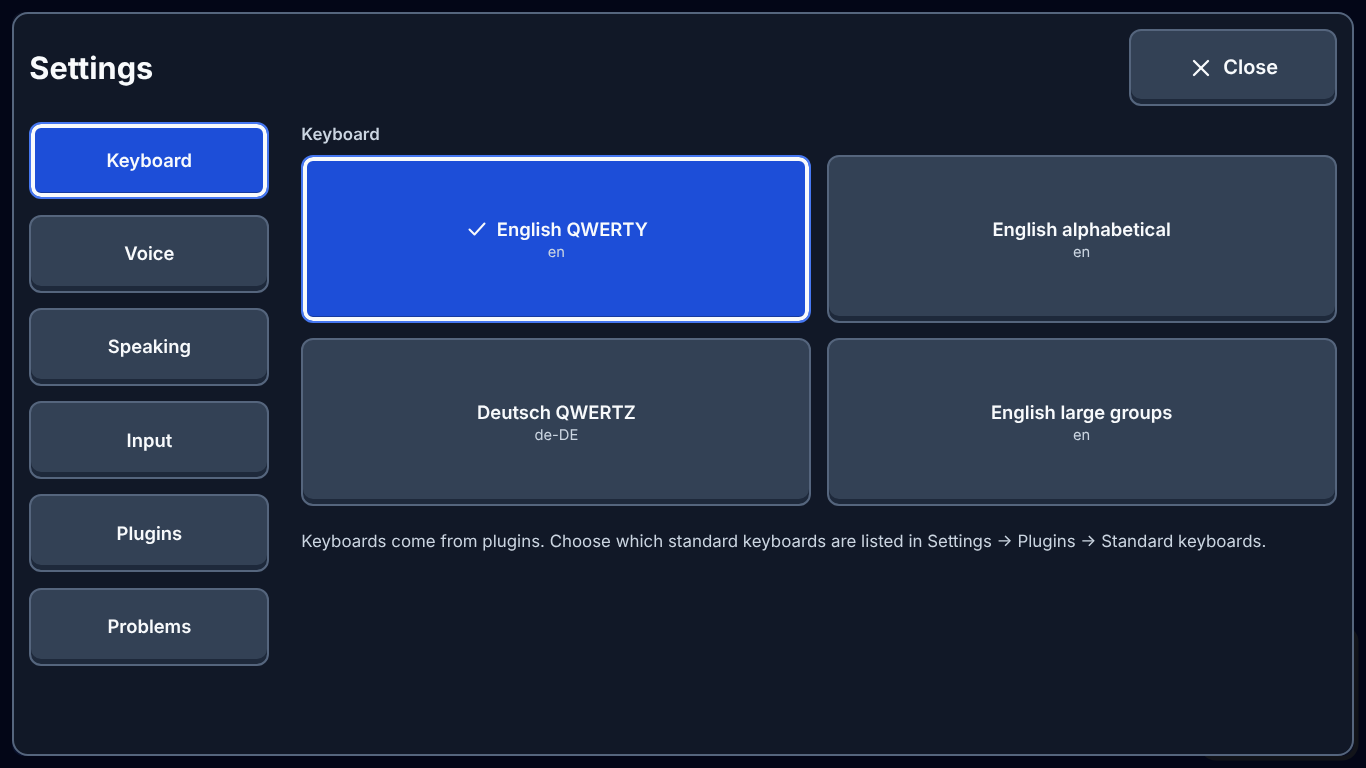 Settings
Close
Keyboard
Voice
Speaking
Input
Plugins
Problems
Keyboard
English QWERTY
en
English alphabetical
en
Deutsch QWERTZ
de-DE
English large groups
en
Keyboards come from plugins. Choose which standard keyboards are listed in Settings → Plugins → Standard keyboards.